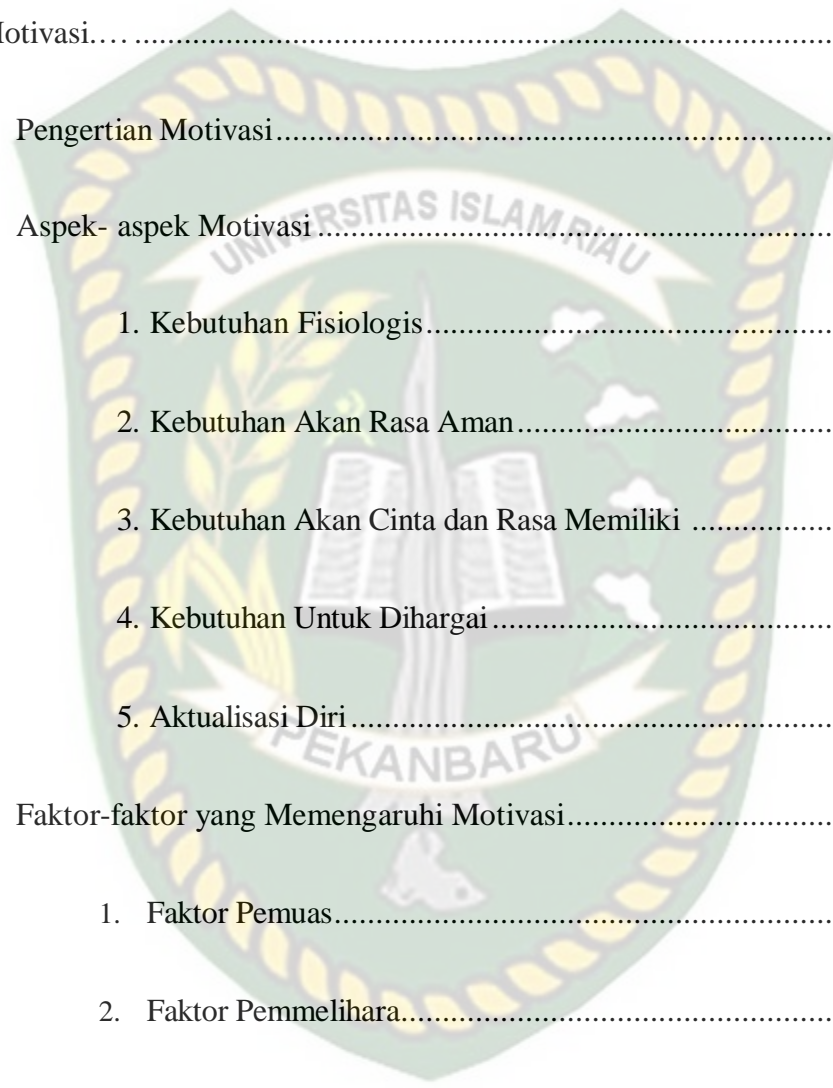 Motivasi.… ........................................................................................
Pengertian Motivasi......................................................................
Aspek- aspek Motivasi .................................................................
UNIVERSITAS ISLAM RIAU
1. Kebutuhan Fisiologis...................................................
2. Kebutuhan Akan Rasa Aman.......................................
3. Kebutuhan Akan Cinta dan Rasa Memiliki .................
4. Kebutuhan Untuk Dihargai ..........................................
5. Aktualisasi Diri ............................................................
PEKANBARU
Faktor-faktor yang Memengaruhi Motivasi.................................
1. Faktor Pemuas..............................................................
2. Faktor Pemmelihara......................................................